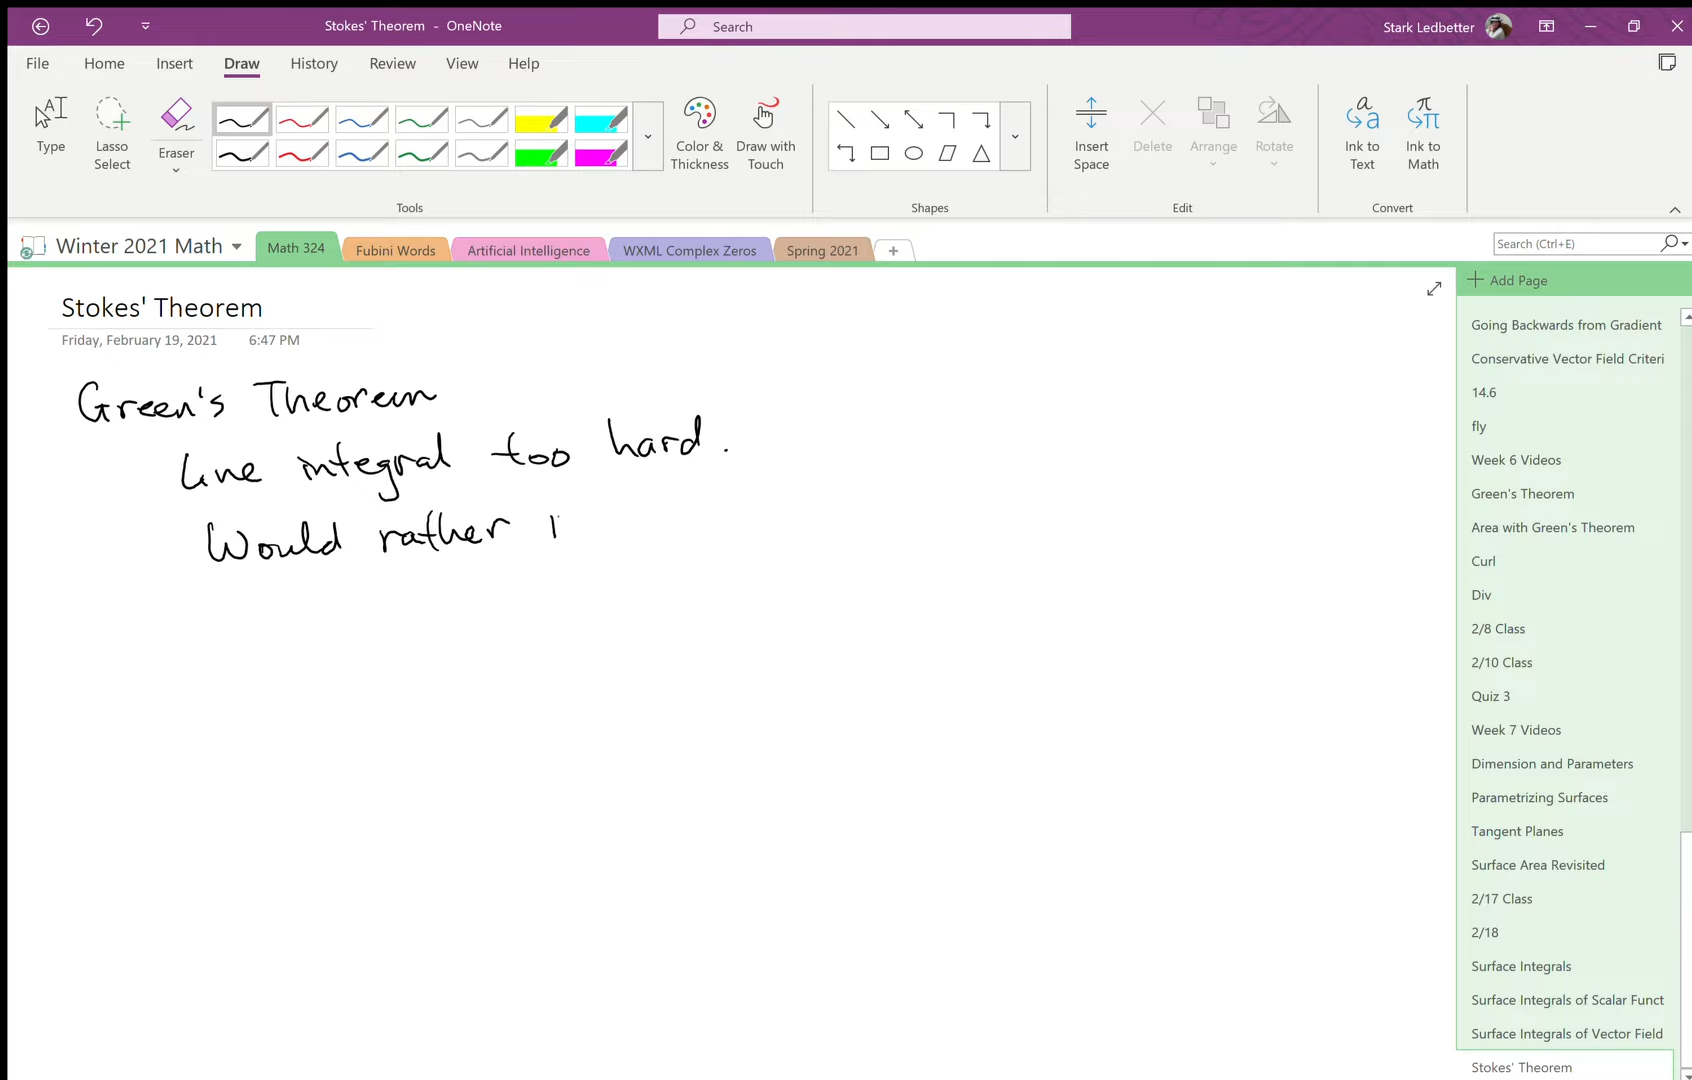 Stokes' Theorem - OneNote
Search
Stark Ledbetter
File Home Insert Draw History Review View Help
Type
Lasso Select
Eraser
Color & Thickness
Draw with Touch
Insert Space
Delete
Arrange
Rotate
Ink to Text
Ink to Math
Tools
Shapes
Edit
Convert
Winter 2021 Math
Math 324
Fubini Words
Artificial Intelligence
WXML Complex Zeros
Spring 2021
Search (Ctrl+E)
Stokes' Theorem
Friday, February 19, 2021 6:47 PM
Green's Theorem
line integral too hard.
Would rather
Add Page
Going Backwards from Gradient
Conservative Vector Field Criteri
14.6
fly
Week 6 Videos
Green's Theorem
Area with Green's Theorem
Curl
Div
2/8 Class
2/10 Class
Quiz 3
Week 7 Videos
Dimension and Parameters
Parametrizing Surfaces
Tangent Planes
Surface Area Revisited
2/17 Class
2/18
Surface Integrals
Surface Integrals of Scalar Funct
Surface Integrals of Vector Field
Stokes' Theorem